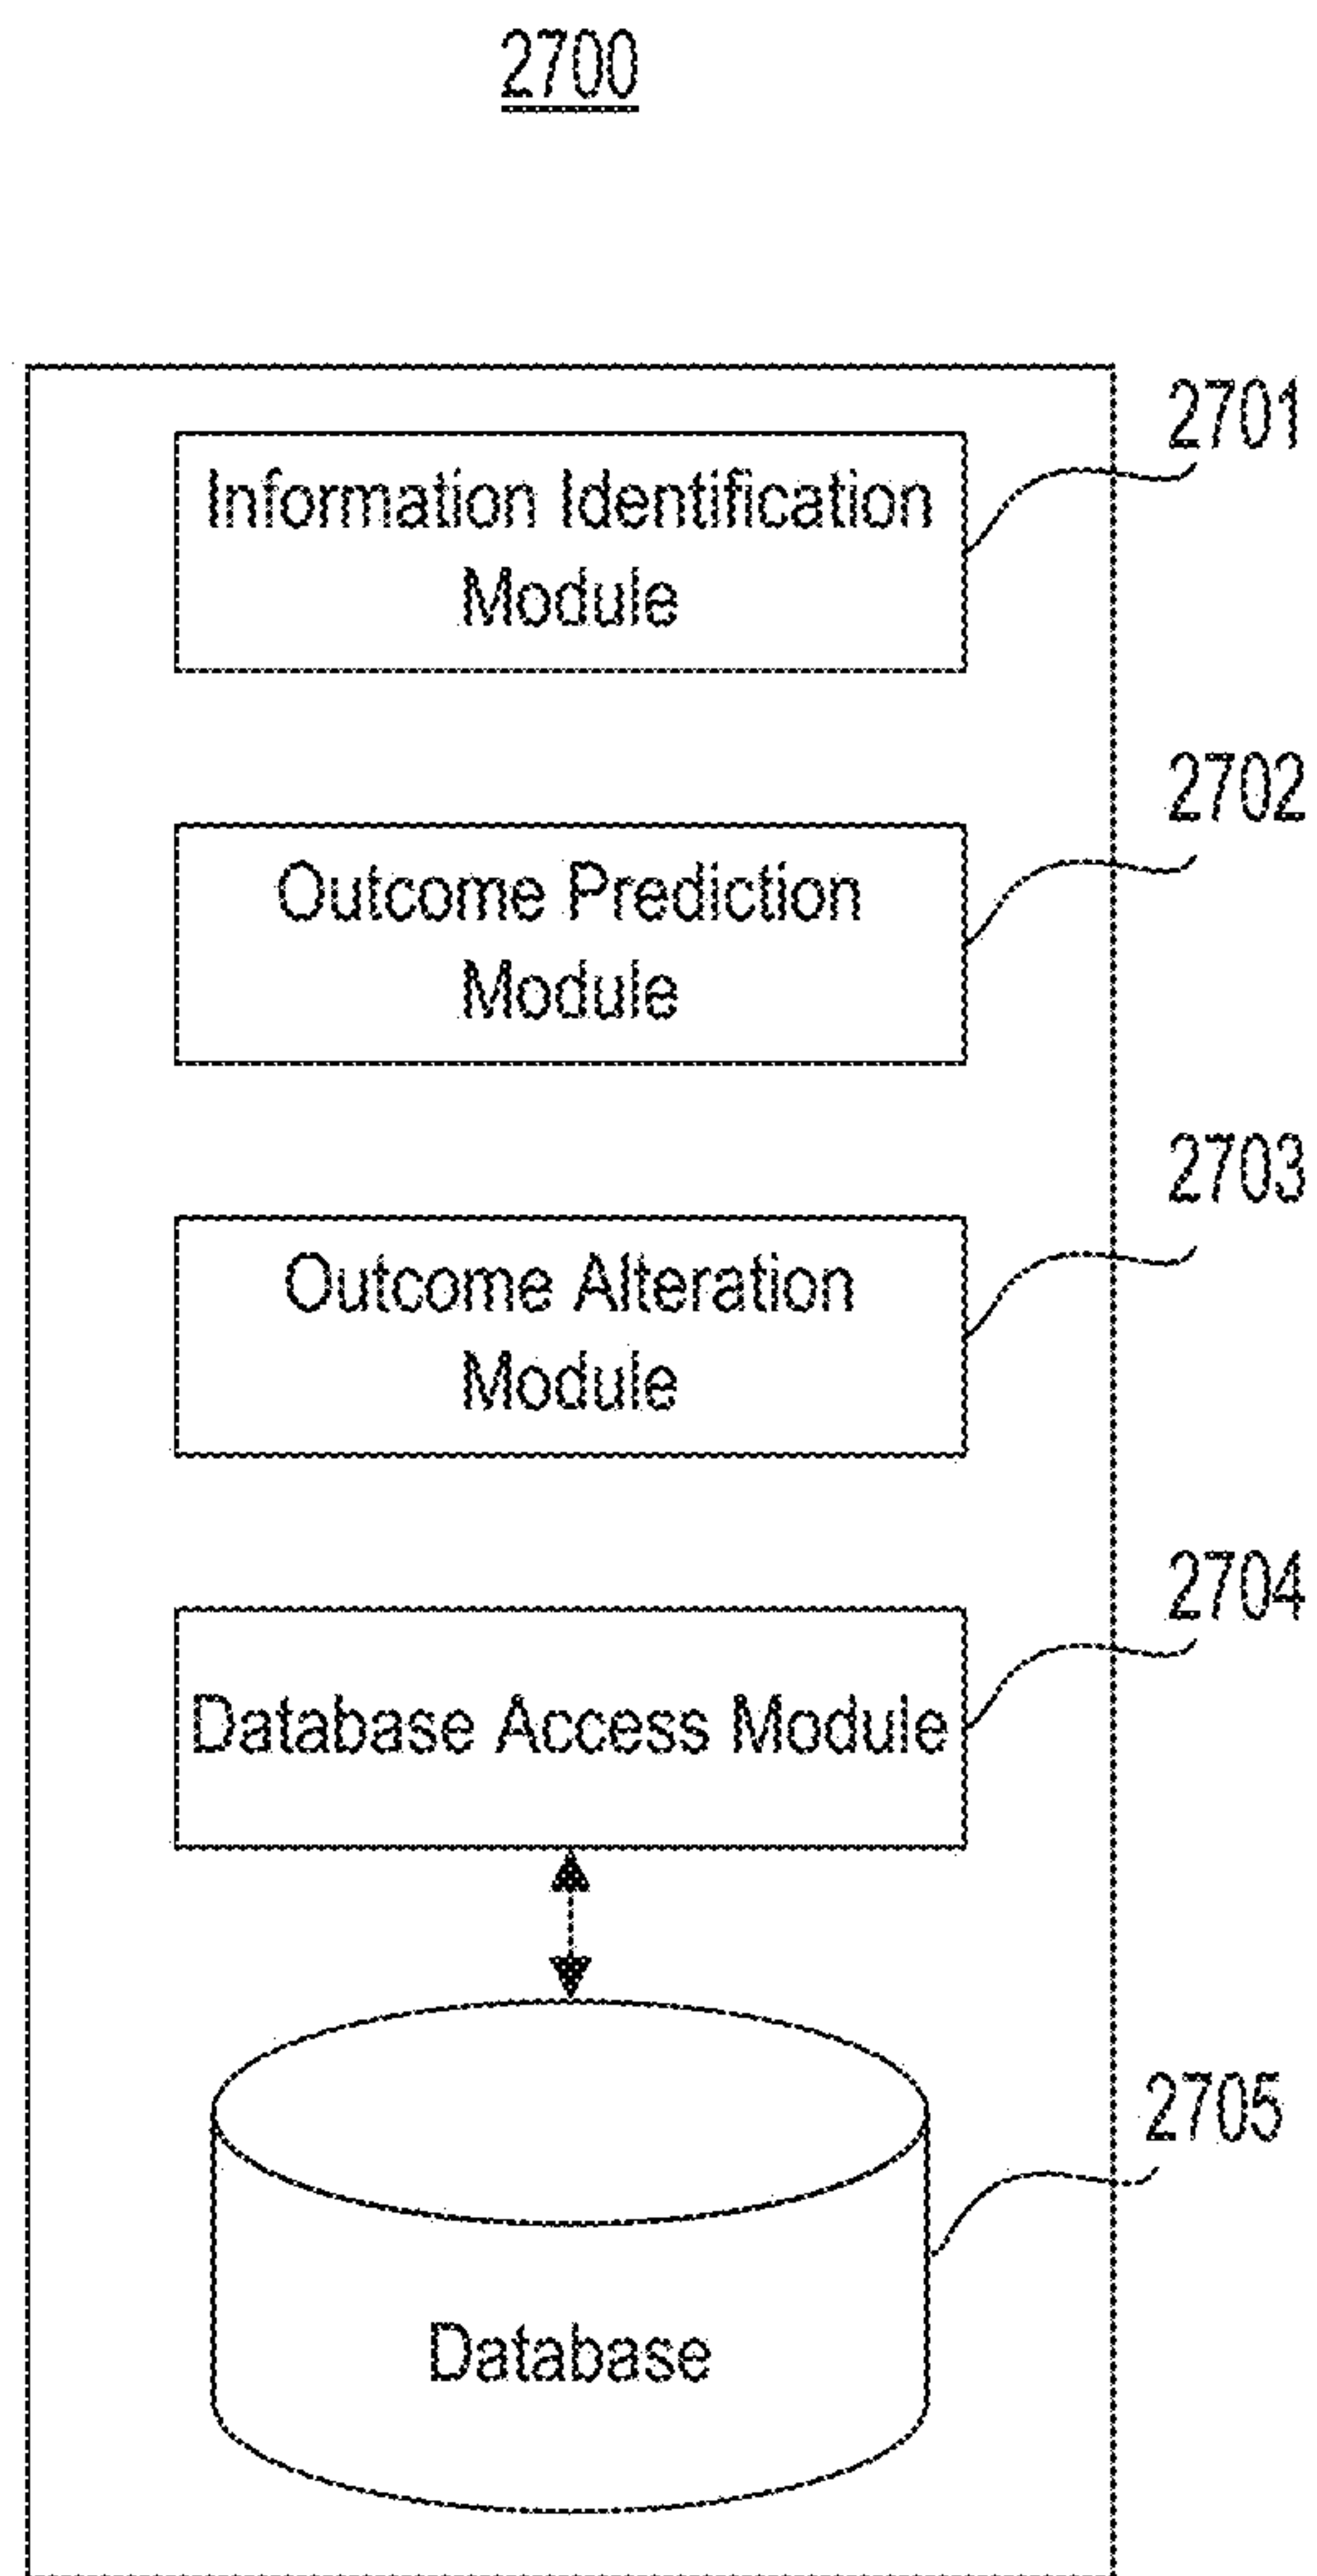 2700
2701
Information Identification
Module
2702
Outcome Prediction
Module
2703
Outcome Alteration
Module
2704
Database Access Module
2705
Database